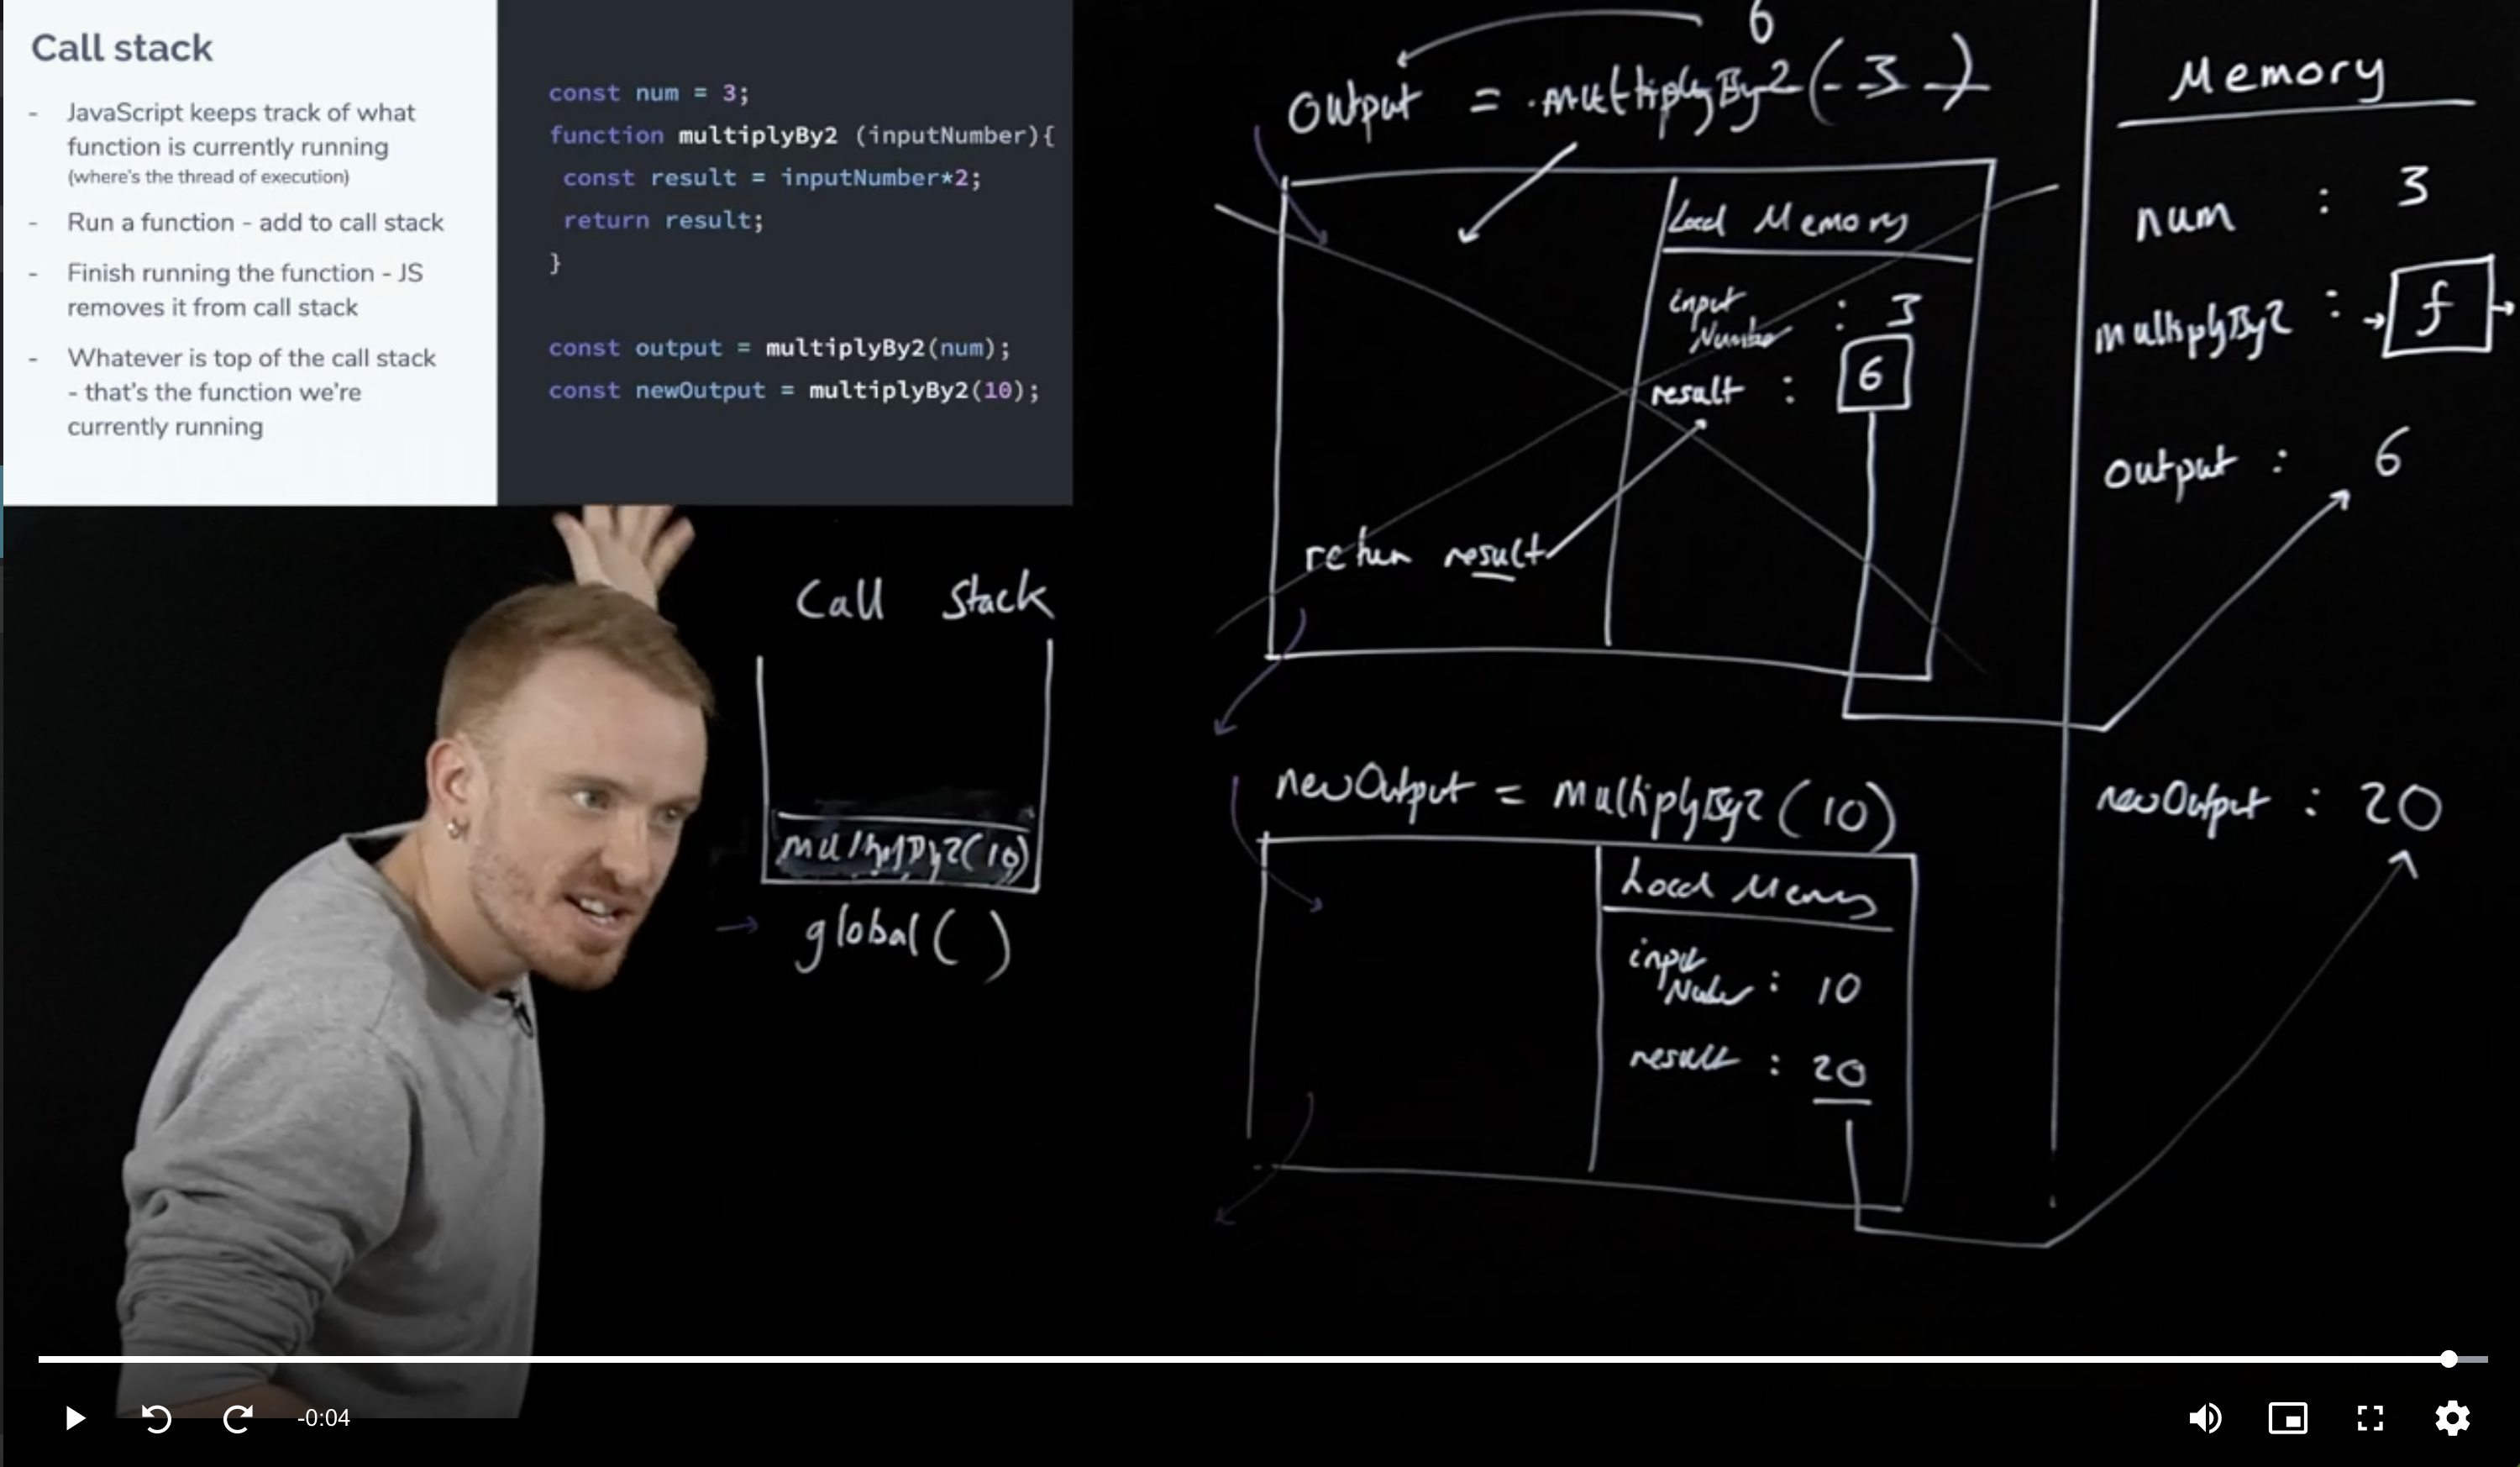 Call stack
- JavaScript keeps track of what
function is currently running
(where's the thread of execution)
- Run a function - add to call stack
- Finish running the function - JS
removes it from call stack
- Whatever is top of the call stack
- that's the function we're
currently running
const num = 3;
function multiplyBy2 (inputNumber){
const result = inputNumber*2;
return result;
}
const output = multiplyBy2(num);
const newOutput = multiplyBy2(10);
Call Stack
multiplyBy2(10)
global( )
6
Output = multiplyBy2(-3-)
Local Memory
input
Number : 3
result : 6
return result
newOutput = multiplyBy2(10)
Local Memory
input
Number : 10
result : 20
Memory
num : 3
multiplyBy2 : f
output : 6
newOutput : 20
-0:04